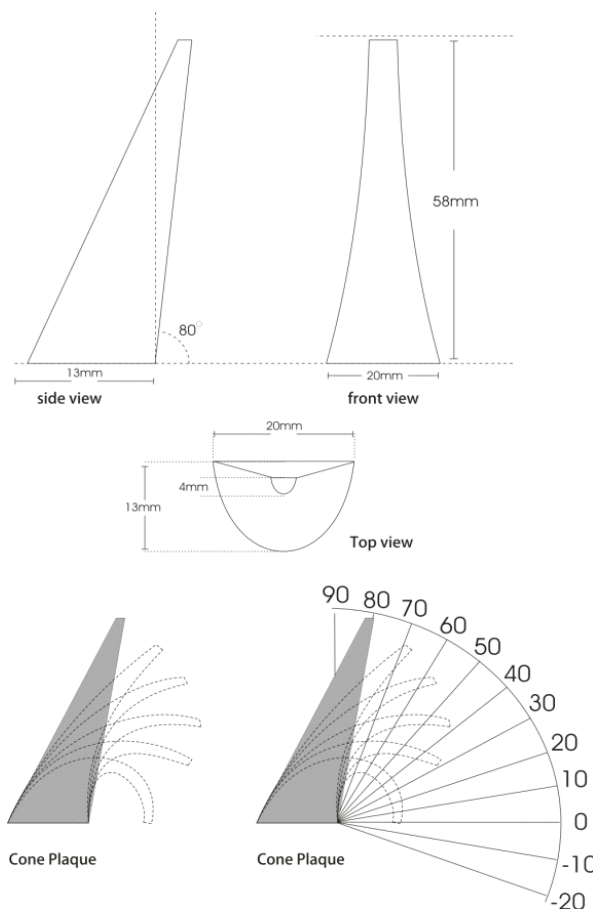 58mm
80°
13mm
20mm
side view
front view
20mm
4mm
13mm
Top view
90
80
70
60
50
40
30
20
10
0
-10
-20
Cone Plaque
Cone Plaque